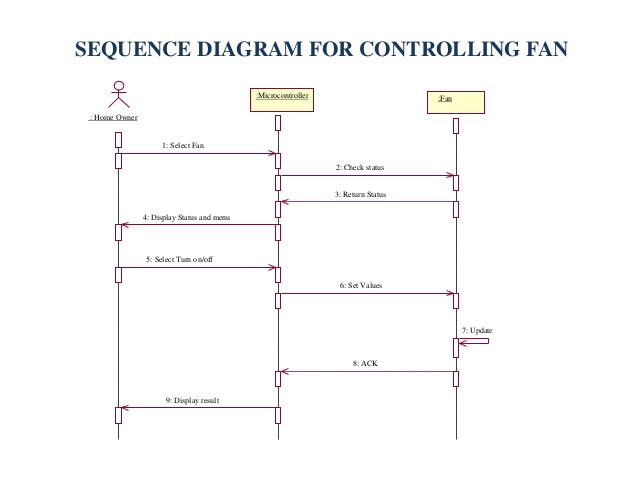 SEQUENCE DIAGRAM FOR CONTROLLING FAN
: Home Owner
:Microcontroller
:Fan
1: Select Fan
2: Check status
3: Return Status
4: Display Status and menu
5: Select Turn on/off
6: Set Values
7: Update
8: ACK
9: Display result